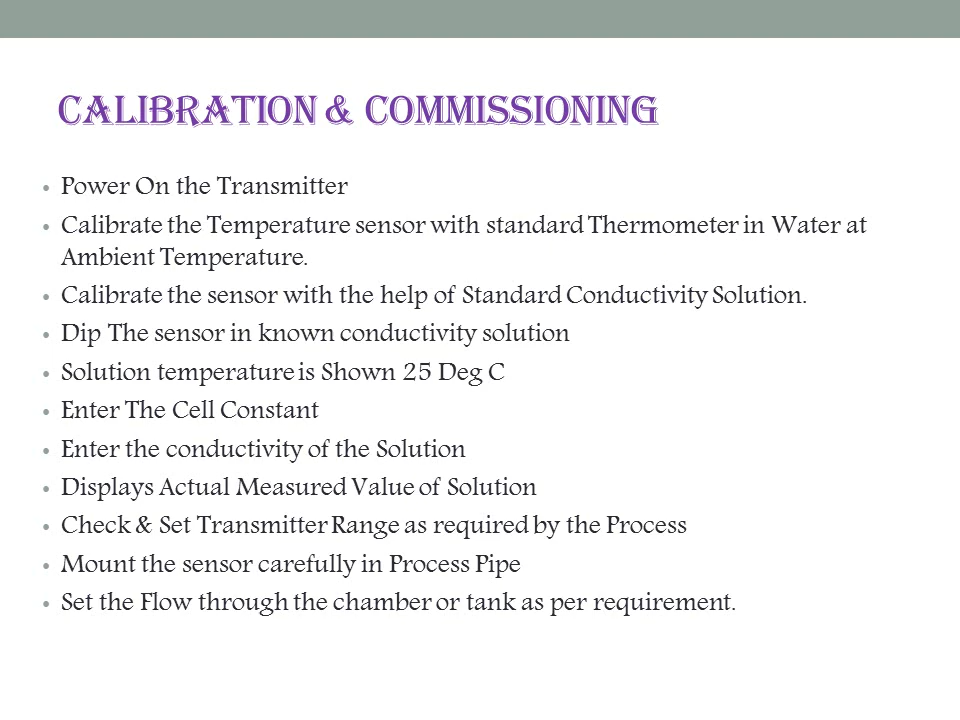 CALIBRATION & COMMISSIONING
• Power On the Transmitter
• Calibrate the Temperature sensor with standard Thermometer in Water at
Ambient Temperature.
• Calibrate the sensor with the help of Standard Conductivity Solution.
• Dip The sensor in known conductivity solution
• Solution temperature is Shown 25 Deg C
• Enter The Cell Constant
• Enter the conductivity of the Solution
• Displays Actual Measured Value of Solution
• Check & Set Transmitter Range as required by the Process
• Mount the sensor carefully in Process Pipe
• Set the Flow through the chamber or tank as per requirement.